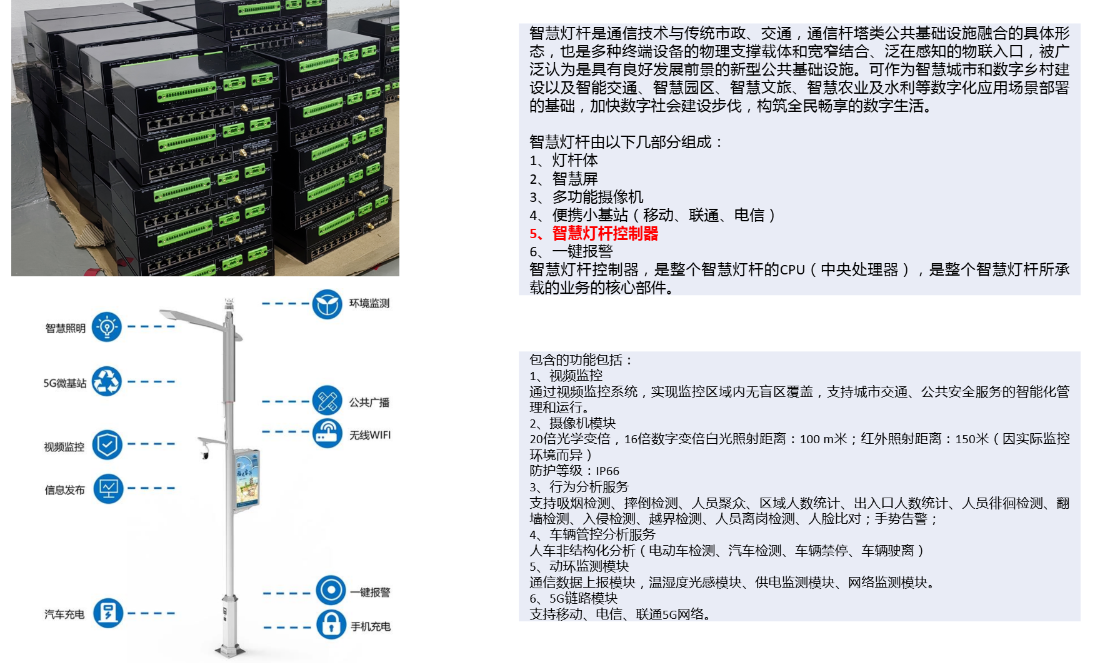 智慧灯杆是通信技术与传统市政、交通，通信杆塔类公共基础设施融合的具体形
态，也是多种终端设备的物理支撑载体和宽窄结合、泛在感知的物联入口，被广
泛认为是具有良好发展前景的新型公共基础设施。可作为智慧城市和数字乡村建
设以及智能交通、智慧园区、智慧文旅、智慧农业及水利等数字化应用场景部署
的基础，加快数字社会建设步伐，构筑全民畅享的数字生活。
智慧灯杆由以下几部分组成：
1、灯杆体
2、智慧屏
3、多功能摄像机
4、便携小基站（移动、联通、电信）
5、智慧灯杆控制器
6、一键报警
智慧灯杆控制器，是整个智慧灯杆的CPU（中央处理器），是整个智慧灯杆所承
载的业务的核心部件。
环境监测
智慧照明
5G微基站
公共广播
无线WIFI
视频监控
信息发布
一键报警
汽车充电
手机充电
包含的功能包括：
1、视频监控
通过视频监控系统，实现监控区域内无盲区覆盖，支持城市交通、公共安全服务的智能化管
理和运行。
2、摄像机模块
20倍光学变倍，16倍数字变倍白光照射距离：100 m米；红外照射距离：150米（因实际监控
环境而异）
防护等级：IP66
3、行为分析服务
支持吸烟检测、摔倒检测、人员聚众、区域人数统计、出入口人数统计、人员徘徊检测、翻
墙检测、入侵检测、越界检测、人员离岗检测、人脸比对；手势告警；
4、车辆管控分析服务
人车非结构化分析（电动车检测、汽车检测、车辆禁停、车辆驶离）
5、动环监测模块
通信数据上报模块，温湿度光感模块、供电监测模块、网络监测模块。
6、5G链路模块
支持移动、电信、联通5G网络。